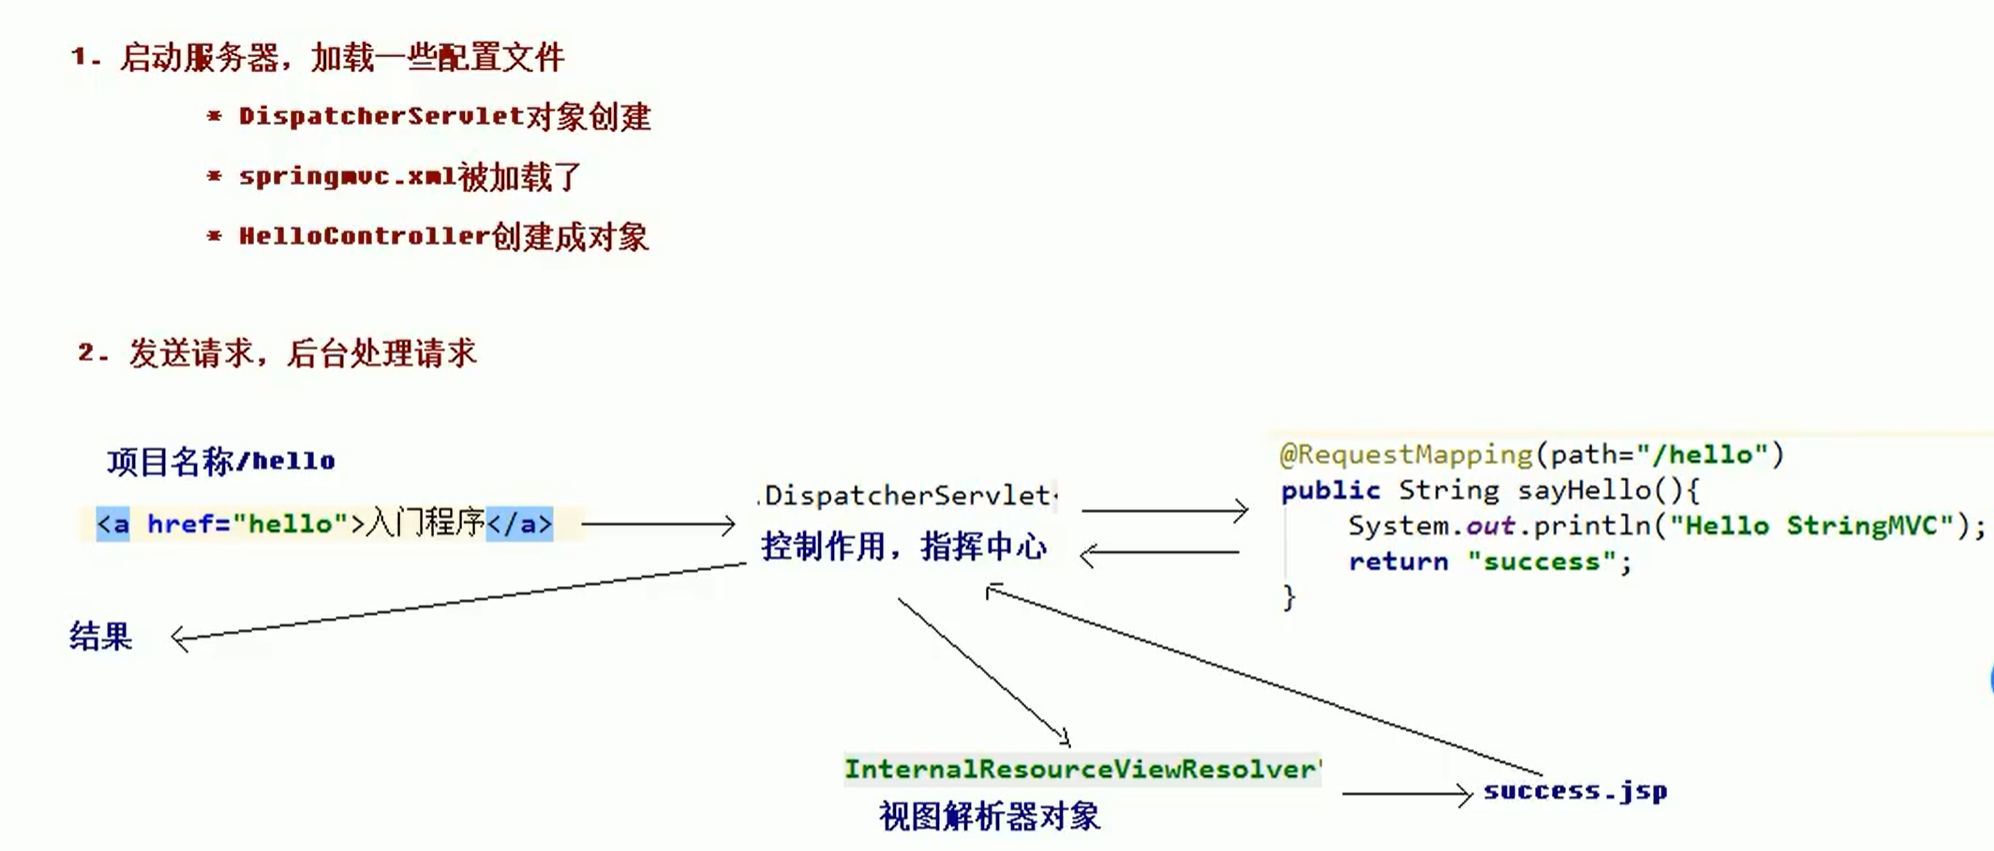 1. 启动服务器，加载一些配置文件
* DispatcherServlet对象创建
* springmvc.xml被加载了
* HelloController创建成对象
2. 发送请求，后台处理请求
项目名称/hello
<a href="hello">入门程序</a>
.DispatcherServlet
控制作用，指挥中心
@RequestMapping(path="/hello")
public String sayHello(){
System.out.println("Hello StringMVC");
return "success";
}
结果
InternalResourceViewResolver"
视图解析器对象
success.jsp